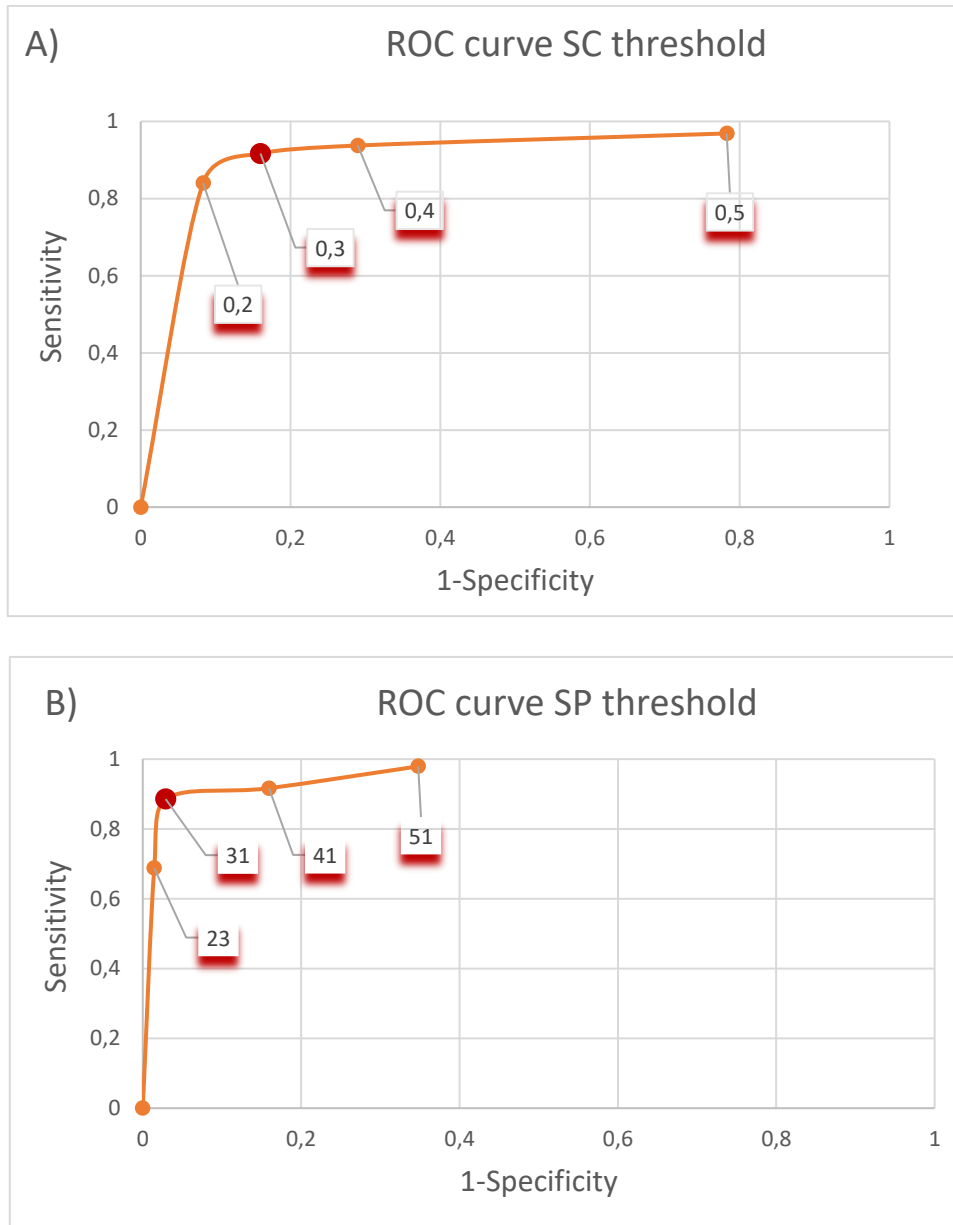 A)
ROC curve SC threshold
1
0,8
0,6
0,4
0,2
0
Sensitivity
0,2
0,3
0,4
0,5
0 0,2 0,4 0,6 0,8 1
1-Specificity
B)
ROC curve SP threshold
1
0,8
0,6
0,4
0,2
0
Sensitivity
23
31
41
51
0 0,2 0,4 0,6 0,8 1
1-Specificity